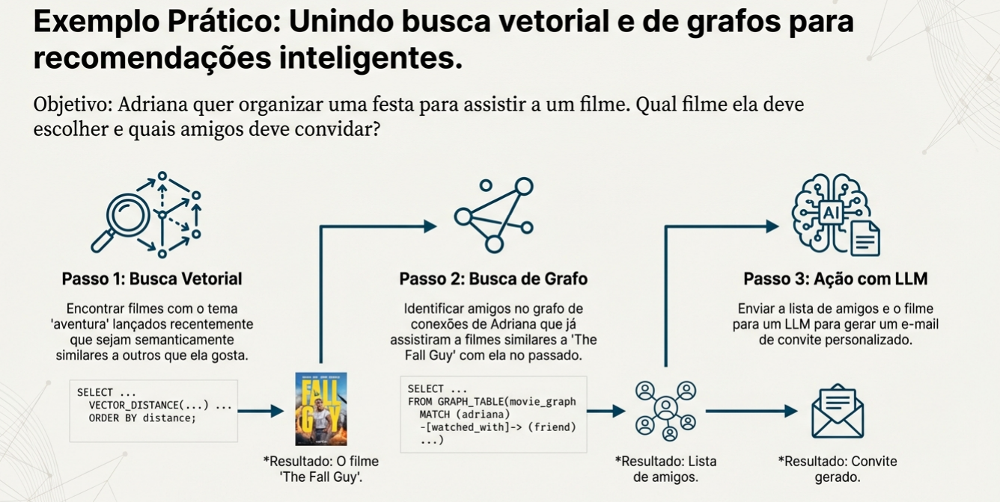 Exemplo Prático: Unindo busca vetorial e de grafos para
recomendações inteligentes.
Objetivo: Adriana quer organizar uma festa para assistir a um filme. Qual filme ela deve
escolher e quais amigos deve convidar?
Passo 1: Busca Vetorial
Encontrar filmes com o tema
'aventura' lançados recentemente
que sejam semanticamente
similares a outros que ela gosta.
SELECT ...
VECTOR_DISTANCE(...) ...
ORDER BY distance;
FALL
GUY
*Resultado: O filme
'The Fall Guy'.
Passo 2: Busca de Grafo
Identificar amigos no grafo de
conexões de Adriana que já
assistiram a filmes similares a 'The
Fall Guy' com ela no passado.
SELECT ...
FROM GRAPH_TABLE(movie_graph
MATCH (adriana)
-[watched_with]-> (friend)
...)
*Resultado: Lista
de amigos.
AI
Passo 3: Ação com LLM
Enviar a lista de amigos e o filme
para um LLM para gerar um e-mail
de convite personalizado.
*Resultado: Convite
gerado.